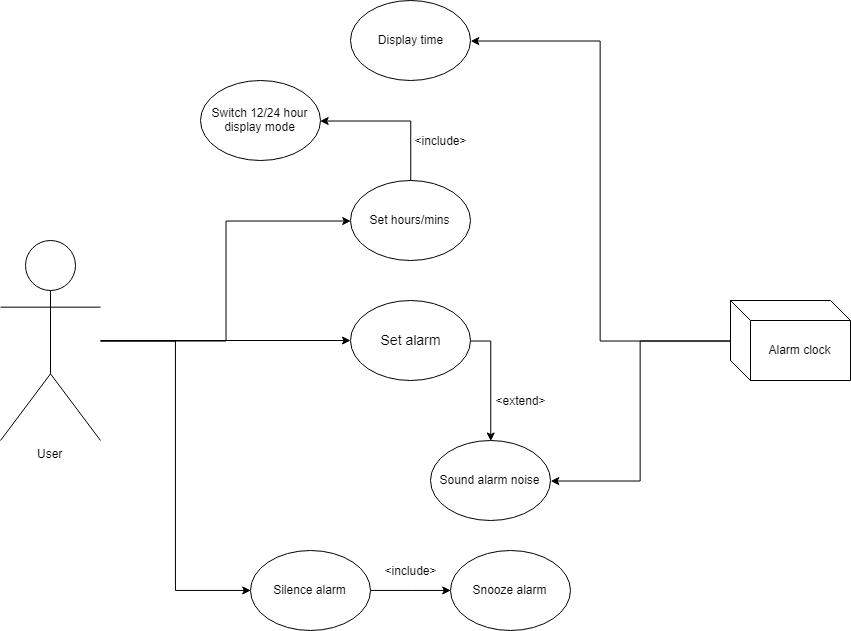 Display time
Switch 12/24 hour
display mode
<include>
Set hours/mins
Set alarm
Alarm clock
<extend>
User
Sound alarm noise
<include>
Silence alarm
Snooze alarm